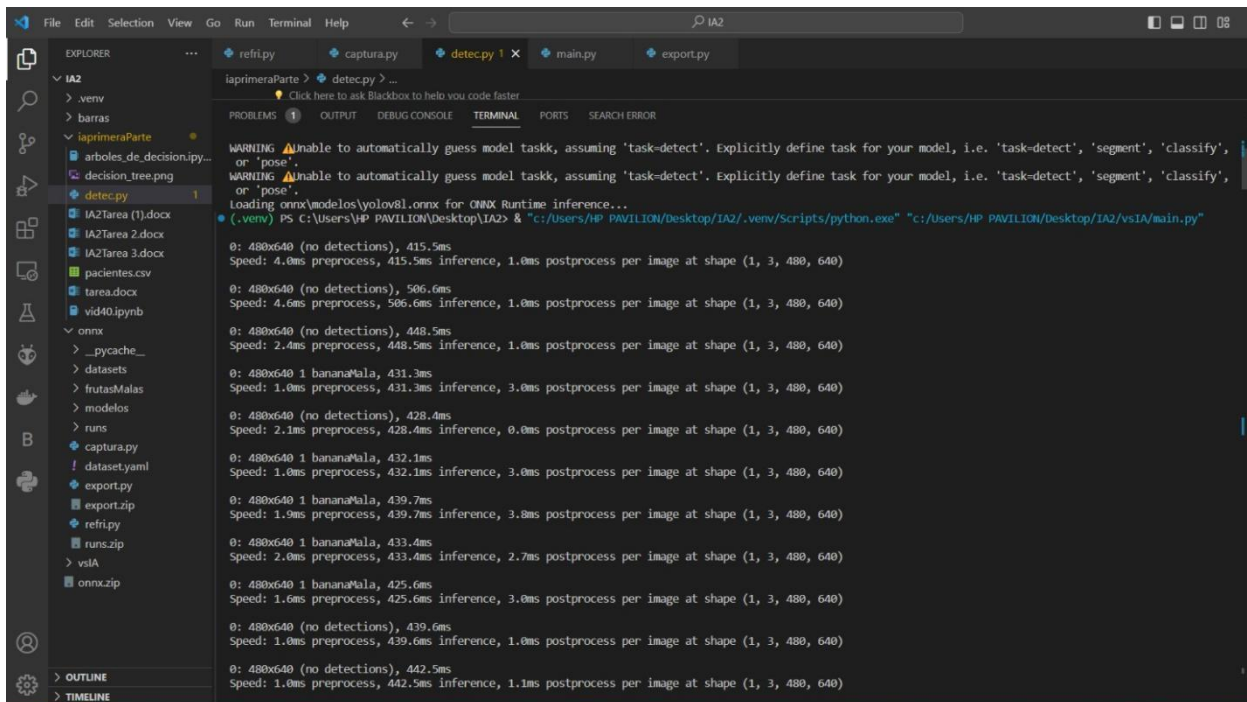 File Edit Selection View Go Run Terminal Help
IA2
EXPLORER
refri.py
captura.py
detec.py 1
main.py
export.py
IA2
.venv
barras
iaprimeraParte
arboles_de_decision.ipy...
decision_tree.png
detec.py 1
IA2Tarea (1).docx
IA2Tarea 2.docx
IA2Tarea 3.docx
pacientes.csv
tarea.docx
vid40.ipynb
onnx
__pycache__
datasets
frutasMalas
modelos
runs
captura.py
dataset.yaml
export.py
export.zip
refri.py
runs.zip
vsIA
onnx.zip
OUTLINE
TIMELINE
iaprimeraParte > detec.py > ...
Click here to ask Blackbox to help you code faster
PROBLEMS 1 OUTPUT DEBUG CONSOLE TERMINAL PORTS SEARCH ERROR
WARNING ⚠️Unable to automatically guess model taskk, assuming 'task=detect'. Explicitly define task for your model, i.e. 'task=detect', 'segment', 'classify',
or 'pose'.
WARNING ⚠️Unable to automatically guess model taskk, assuming 'task=detect'. Explicitly define task for your model, i.e. 'task=detect', 'segment', 'classify',
or 'pose'.
Loading onnx\modelos\yolov8l.onnx for ONNX Runtime inference...
(.venv) PS C:\Users\HP PAVILION\Desktop\IA2> & "c:/Users/HP PAVILION/Desktop/IA2/.venv/Scripts/python.exe" "c:/Users/HP PAVILION/Desktop/IA2/vsIA/main.py"
0: 480x640 (no detections), 415.5ms
Speed: 4.0ms preprocess, 415.5ms inference, 1.0ms postprocess per image at shape (1, 3, 480, 640)
0: 480x640 (no detections), 506.6ms
Speed: 4.6ms preprocess, 506.6ms inference, 1.0ms postprocess per image at shape (1, 3, 480, 640)
0: 480x640 (no detections), 448.5ms
Speed: 2.4ms preprocess, 448.5ms inference, 1.0ms postprocess per image at shape (1, 3, 480, 640)
0: 480x640 1 bananaMala, 431.3ms
Speed: 1.0ms preprocess, 431.3ms inference, 3.0ms postprocess per image at shape (1, 3, 480, 640)
0: 480x640 (no detections), 428.4ms
Speed: 2.1ms preprocess, 428.4ms inference, 0.0ms postprocess per image at shape (1, 3, 480, 640)
0: 480x640 1 bananaMala, 432.1ms
Speed: 1.0ms preprocess, 432.1ms inference, 3.0ms postprocess per image at shape (1, 3, 480, 640)
0: 480x640 1 bananaMala, 439.7ms
Speed: 1.9ms preprocess, 439.7ms inference, 3.8ms postprocess per image at shape (1, 3, 480, 640)
0: 480x640 1 bananaMala, 433.4ms
Speed: 2.0ms preprocess, 433.4ms inference, 2.7ms postprocess per image at shape (1, 3, 480, 640)
0: 480x640 1 bananaMala, 425.6ms
Speed: 1.6ms preprocess, 425.6ms inference, 3.0ms postprocess per image at shape (1, 3, 480, 640)
0: 480x640 (no detections), 439.6ms
Speed: 1.0ms preprocess, 439.6ms inference, 1.0ms postprocess per image at shape (1, 3, 480, 640)
0: 480x640 (no detections), 442.5ms
Speed: 1.0ms preprocess, 442.5ms inference, 1.1ms postprocess per image at shape (1, 3, 480, 640)